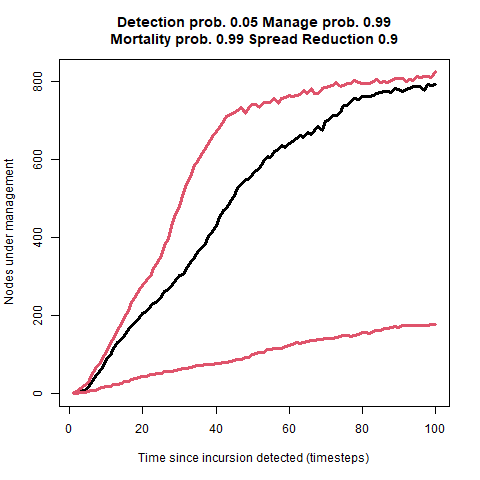 Detection prob. 0.05 Manage prob. 0.99
Mortality prob. 0.99 Spread Reduction 0.9
Nodes under management
800
600
400
200
0
0 20 40 60 80 100
Time since incursion detected (timesteps)